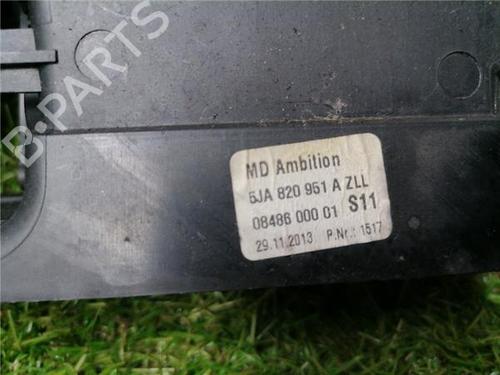 B-PARTS
MD Ambition
5JA 820 951 A ZLL
08486 000 01 S11
29.11.2013 P.Nr.: 1517